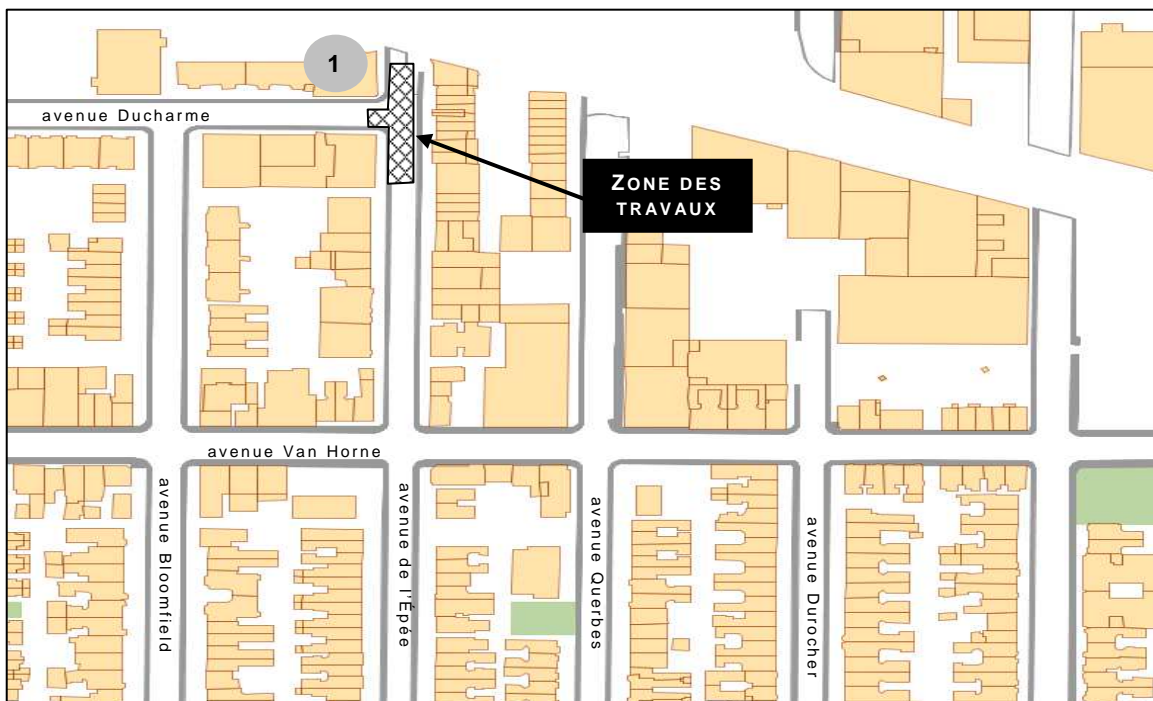 1
avenue Ducharme
ZONE DES
TRAVAUX
avenue Van Horne
avenue Bloomfield
avenue de l'Épée
avenue Querbes
avenue Durocher